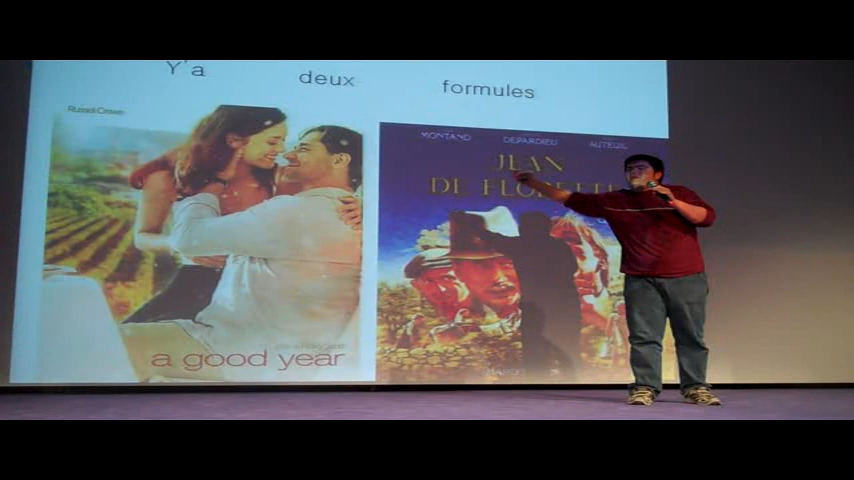 Y'a deux formules
Russell Crowe
MONTAND DEPARDIEU AUTEUIL
JEAN
DE FLORETTE
a good year